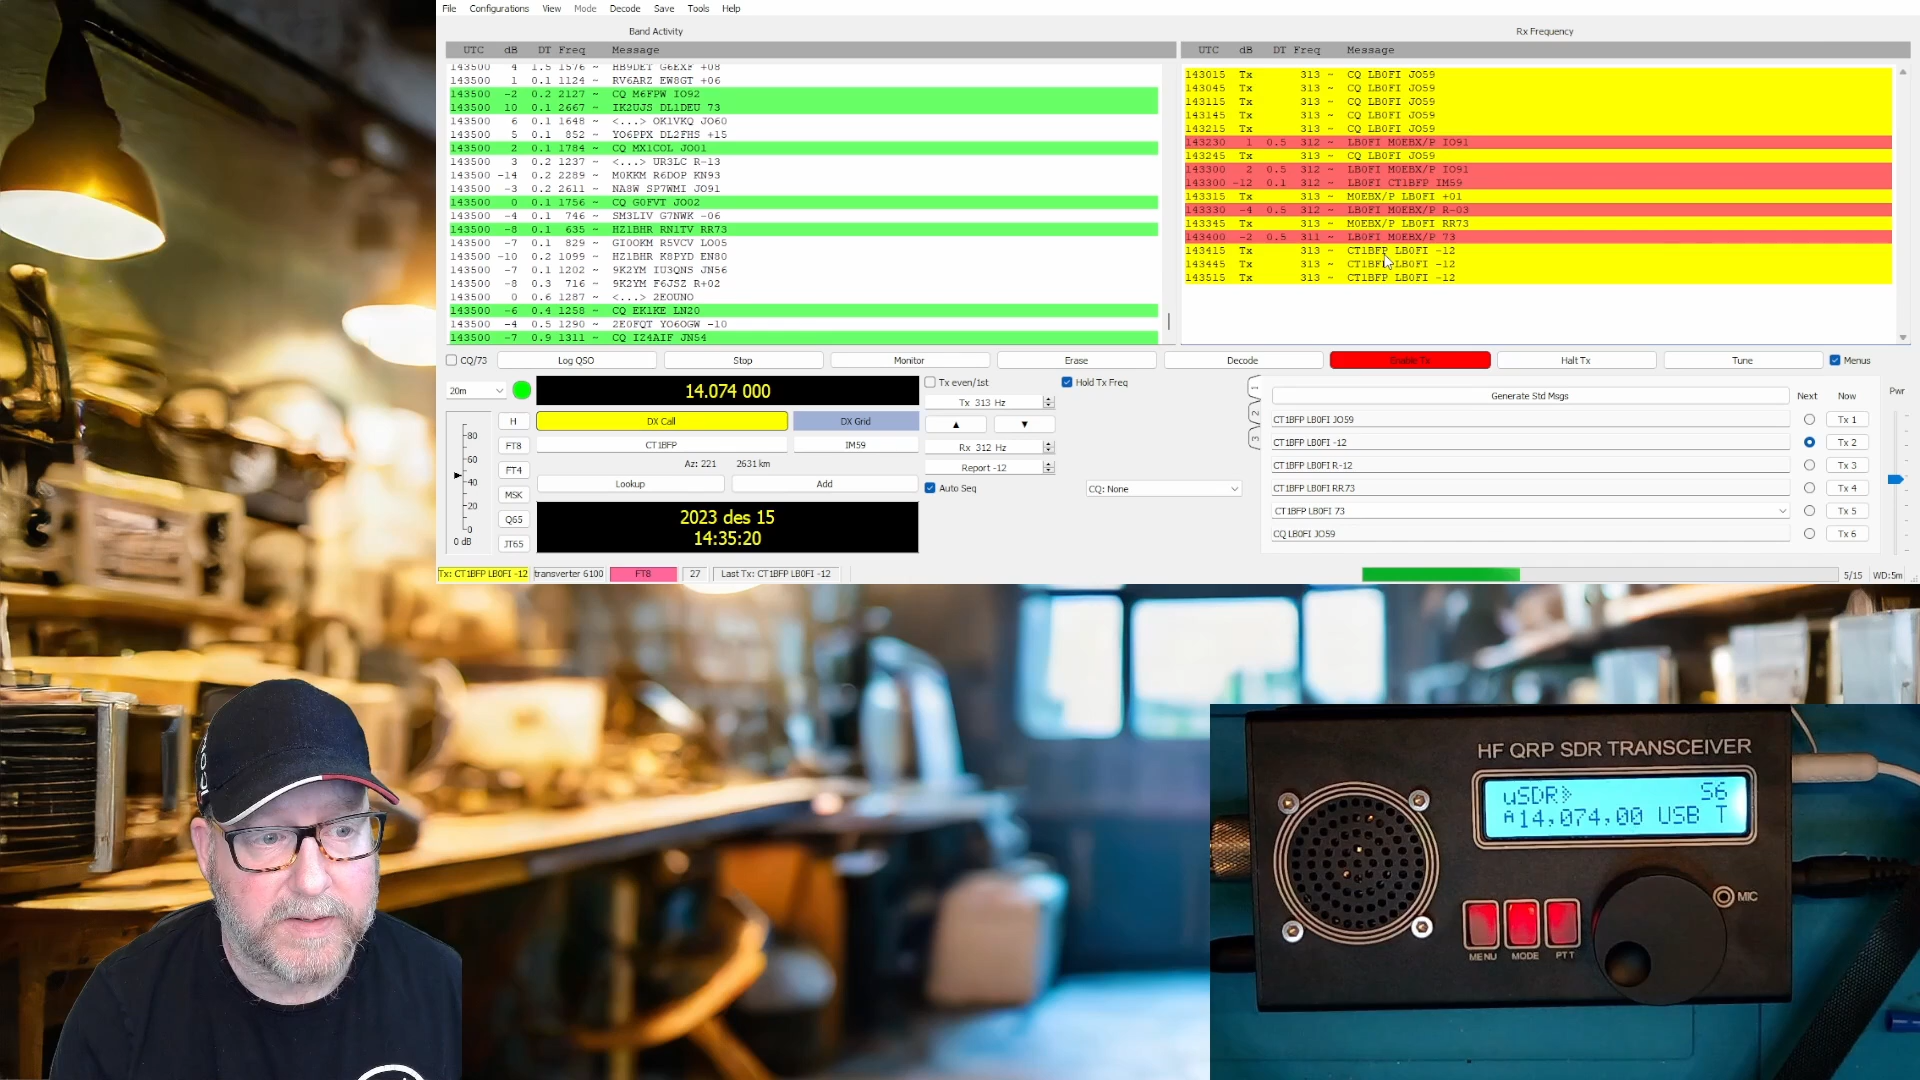 File Configurations View Mode Decode Save Tools Help
Band Activity
UTC dB DT Freq Message
143500 4 1.5 1576 ~ HB9DET G6EXF +08
143500 1 0.1 1124 ~ RV6ARZ EW8GT +06
143500 -2 0.2 2127 ~ CQ M6FPW IO92
143500 10 0.1 2667 ~ IK2UJS DL1DEU 73
143500 6 0.1 1648 ~ <...> OK1VKQ JO60
143500 5 0.1 852 ~ YO6PPX DL2FHS +15
143500 2 0.1 1784 ~ CQ MX1COL JO01
143500 3 0.2 1237 ~ <...> UR3LC R-13
143500 -14 0.2 2289 ~ M0KKM R6DOP KN93
143500 -3 0.2 2611 ~ NA8W SP7WMI JO91
143500 0 0.1 1756 ~ CQ G0FVT JO02
143500 -4 0.1 746 ~ SM3LIV G7NWK -06
143500 -8 0.1 635 ~ HZ1BHR RN1TV RR73
143500 -7 0.1 829 ~ GI0OKM R5VCV LO05
143500 -10 0.2 1099 ~ HZ1BHR K8PYD EN80
143500 -7 0.1 1202 ~ 9K2YM IU3QNS JN56
143500 -8 0.3 716 ~ 9K2YM F6JSZ R+02
143500 0 0.6 1287 ~ <...> 2E0UNO
143500 -6 0.4 1258 ~ CQ EK1KE LN20
143500 -4 0.5 1290 ~ 2E0FQT YO6OGW -10
143500 -7 0.9 1311 ~ CQ IZ4AIF JN54
Rx Frequency
UTC dB DT Freq Message
143015 Tx 313 ~ CQ LB0FI JO59
143045 Tx 313 ~ CQ LB0FI JO59
143115 Tx 313 ~ CQ LB0FI JO59
143145 Tx 313 ~ CQ LB0FI JO59
143215 Tx 313 ~ CQ LB0FI JO59
143230 1 0.5 312 ~ LB0FI M0EBX/P IO91
143245 Tx 313 ~ CQ LB0FI JO59
143300 2 0.5 312 ~ LB0FI M0EBX/P IO91
143300 -12 0.1 312 ~ LB0FI CT1BFP IM59
143315 Tx 313 ~ M0EBX/P LB0FI +01
143330 -4 0.5 312 ~ LB0FI M0EBX/P R-03
143345 Tx 313 ~ M0EBX/P LB0FI RR73
143400 -2 0.5 311 ~ LB0FI M0EBX/P 73
143415 Tx 313 ~ CT1BFP LB0FI -12
143445 Tx 313 ~ CT1BFP LB0FI -12
143515 Tx 313 ~ CT1BFP LB0FI -12
CQ/73 Log QSO Stop Monitor Erase Decode Enable Tx Halt Tx Tune Menus
20m
14.074 000
Tx even/1st
Hold Tx Freq
Tx 313 Hz
Rx 312 Hz
Report -12
Auto Seq
CQ: None
80
60
40
20
0
0 dB
H
FT8
FT4
MSK
Q65
JT65
DX Call DX Grid
CT1BFP IM59
Az: 221 2631 km
Lookup Add
2023 des 15
14:35:20
1
2
3
Generate Std Msgs Next Now Pwr
CT1BFP LB0FI JO59 Tx 1
CT1BFP LB0FI -12 Tx 2
CT1BFP LB0FI R-12 Tx 3
CT1BFP LB0FI RR73 Tx 4
CT1BFP LB0FI 73 Tx 5
CQ LB0FI JO59 Tx 6
Tx: CT1BFP LB0FI -12 transverter 6100 FT8 27 Last Tx: CT1BFP LB0FI -12 5/15 WD:5m
HF QRP SDR TRANSCEIVER
uSDR S6
A14,074,00 USB T
MENU MODE PTT
MIC